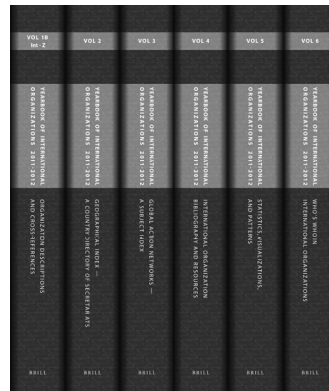 VOL 1B
Int - Z
YEARBOOK OF INTERNATIONAL
ORGANIZATIONS 2011-2012
ORGANIZATION DESCRIPTIONS
AND CROSS-REFERENCES
BRILL
VOL 2
YEARBOOK OF INTERNATIONAL
ORGANIZATIONS 2011-2012
GEOGRAPHICAL INDEX —
A COUNTRY DIRECTORY OF SECRETARIATS
BRILL
VOL 3
YEARBOOK OF INTERNATIONAL
ORGANIZATIONS 2011-2012
GLOBAL ACTION NETWORKS —
A SUBJECT INDEX
BRILL
VOL 4
YEARBOOK OF INTERNATIONAL
ORGANIZATIONS 2011-2012
INTERNATIONAL ORGANIZATION
BIBLIOGRAPHY AND RESOURCES
BRILL
VOL 5
YEARBOOK OF INTERNATIONAL
ORGANIZATIONS 2011-2012
STATISTICS, VISUALIZATIONS,
AND PATTERNS
BRILL
VOL 6
YEARBOOK OF INTERNATIONAL
ORGANIZATIONS 2011-2012
WHO'S WHO IN
INTERNATIONAL ORGANIZATIONS
BRILL